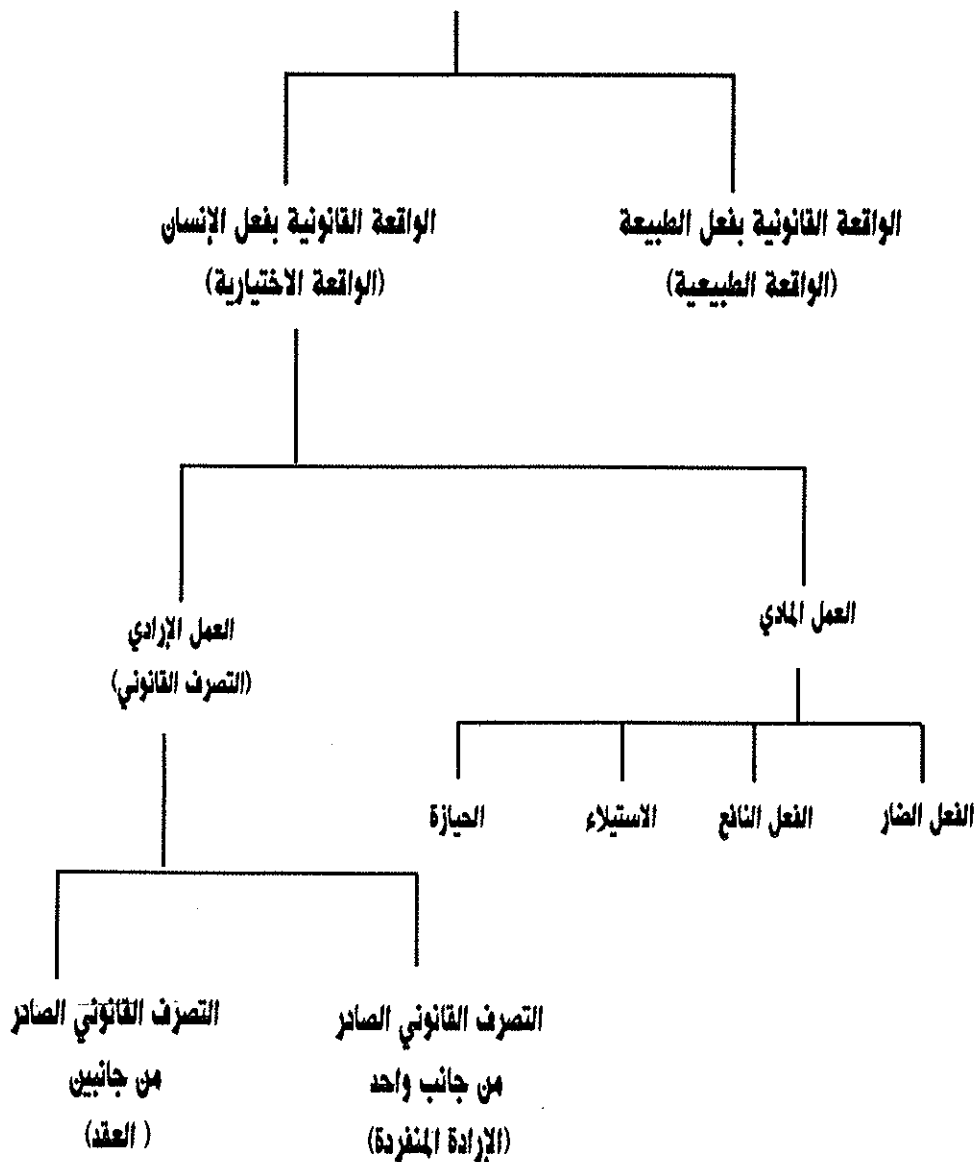 الواقعة القانونية بفعل الطبيعة
(الواقعة الطبيعية)
الواقعة القانونية بفعل الإنسان
(الواقعة الاختيارية)
العمل المادي
العمل الإرادي
(التصرف القانوني)
الفعل الضار
الفعل النافع
الاستيلاء
الحيازة
التصرف القانوني الصادر
من جانب واحد
(الإرادة المنفردة)
التصرف القانوني الصادر
من جانبين
( العقد)